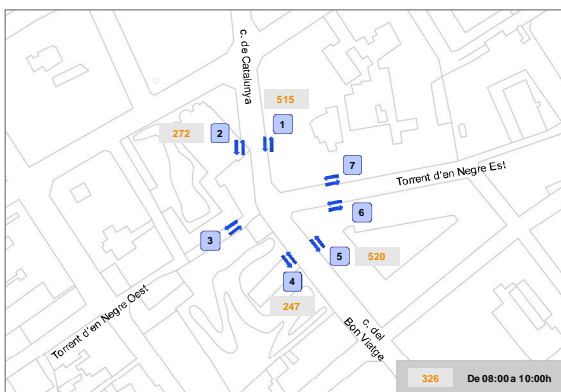 c. de Catalunya
515
272
2
1
7
Torrent d'en Negre Est
6
3
5
520
4
247
Torrent d'en Negre Oest
c. del
Bon Viatge
326 De 08:00 a 10:00h